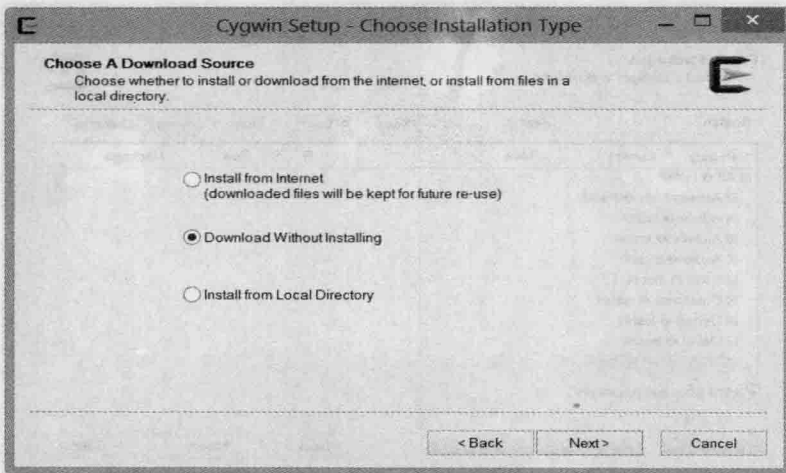 Cygwin Setup - Choose Installation Type
Choose A Download Source
Choose whether to install or download from the internet, or install from files in a
local directory.
Install from Internet
(downloaded files will be kept for future re-use)
Download Without Installing
Install from Local Directory
< Back
Next >
Cancel